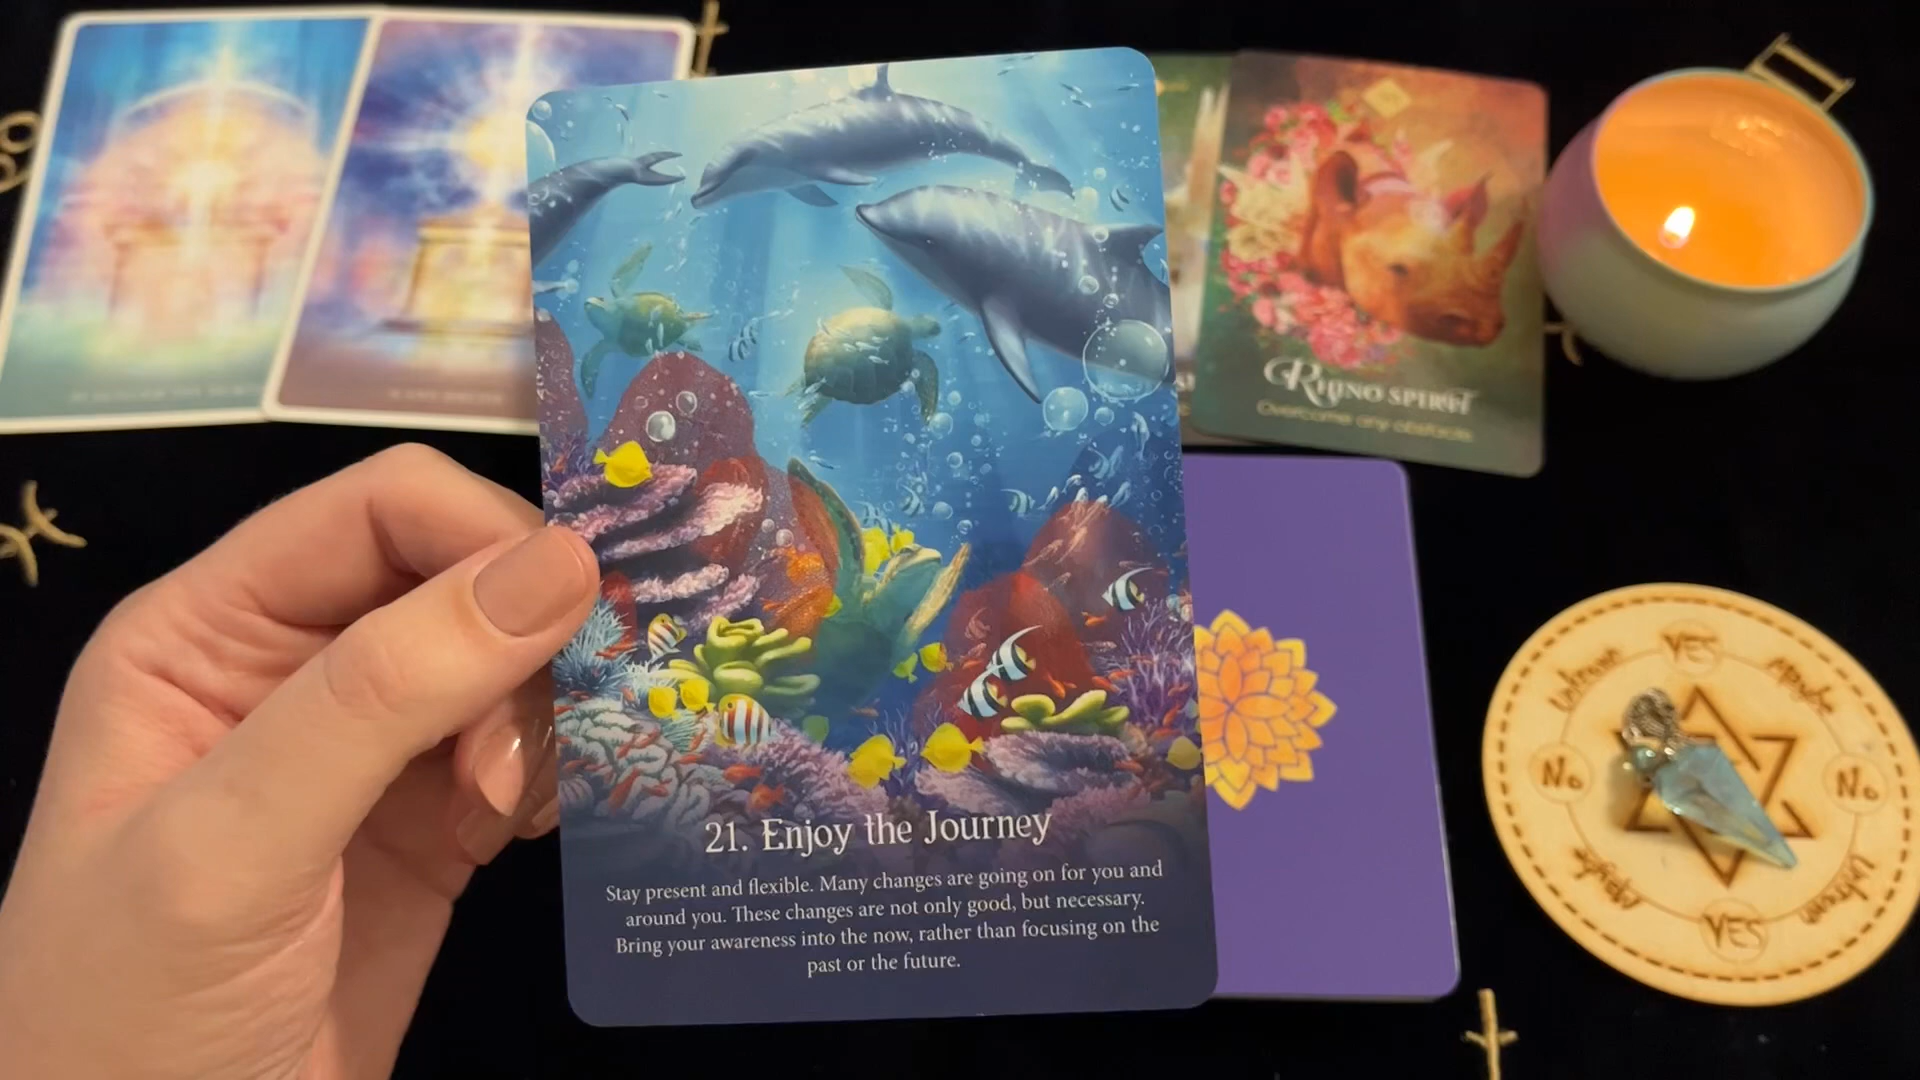 RHINO SPIRIT
Overcome any obstacles
21. Enjoy the Journey
Stay present and flexible. Many changes are going on for you and
around you. These changes are not only good, but necessary.
Bring your awareness into the now, rather than focusing on the
past or the future.
YES
Maybe
No
Unknown
YES
Maybe
No
Unknown